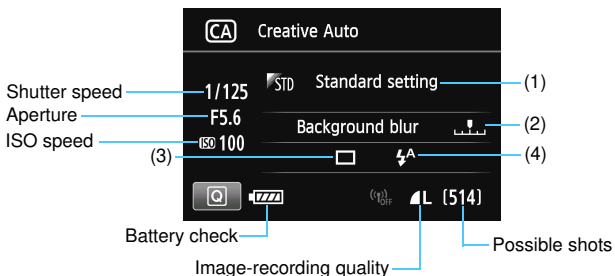 CA Creative Auto
Shutter speed
1/125
STD Standard setting
(1)
Aperture
F5.6
Background blur
(2)
ISO speed
ISO 100
(3)
A
(4)
Q
OFF
L [514]
Battery check
Possible shots
Image-recording quality